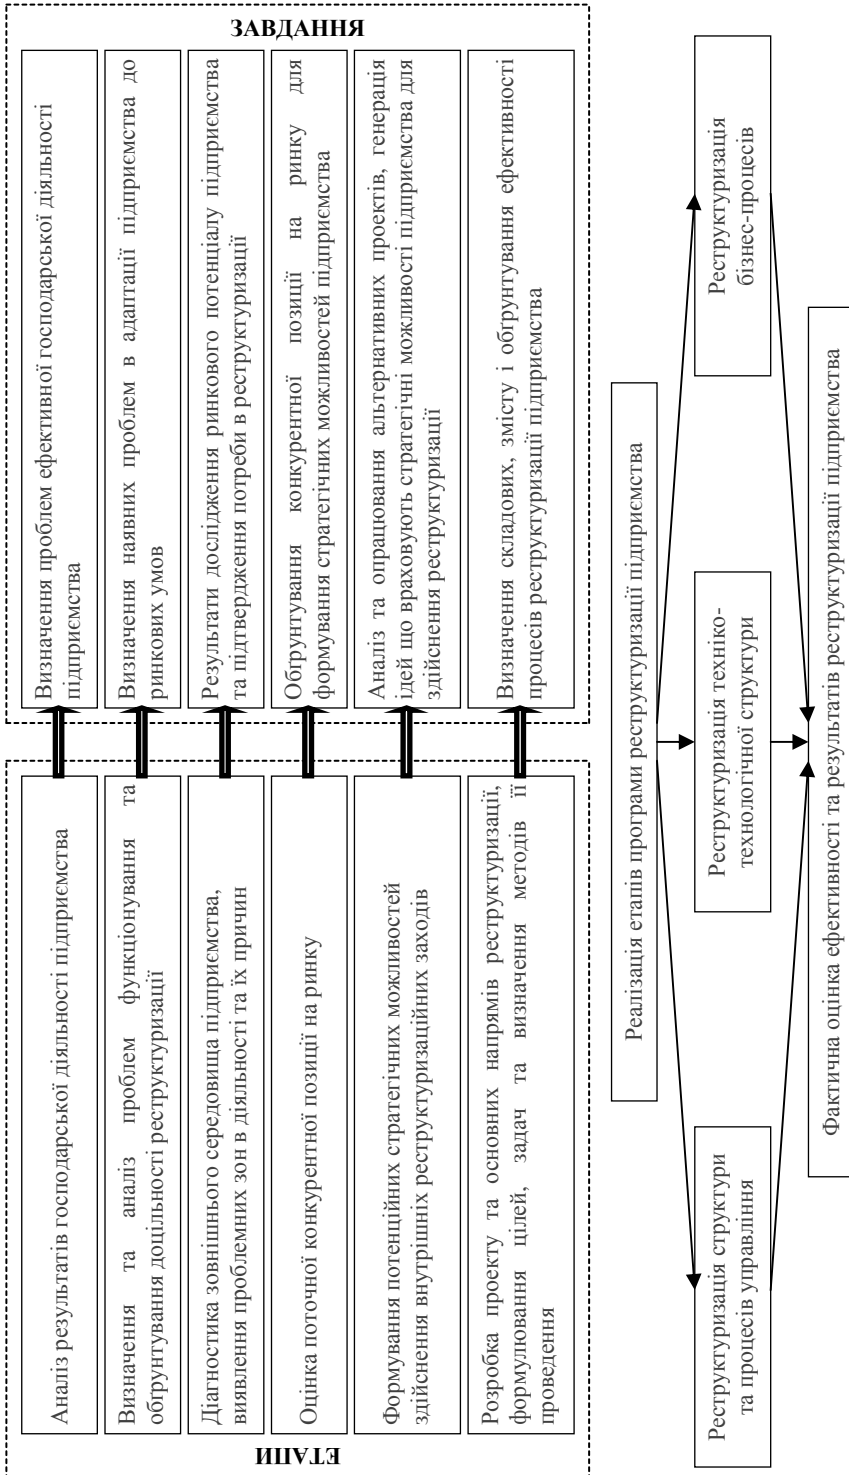 ЕТАПИ
ЗАВДАННЯ
Аналіз результатів господарської діяльності підприємства
Визначення проблем ефективної господарської діяльності
підприємства
Визначення та аналіз проблем функціонування та
обґрунтування доцільності реструктуризації
Визначення наявних проблем в адаптації підприємства до
ринкових умов
Діагностика зовнішнього середовища підприємства,
виявлення проблемних зон в діяльності та їх причин
Результати дослідження ринкового потенціалу підприємства
та підтвердження потреби в реструктуризації
Оцінка поточної конкурентної позиції на ринку
Обґрунтування конкурентної позиції на ринку для
формування стратегічних можливостей підприємства
Формування потенційних стратегічних можливостей
здійснення внутрішніх реструктуризаційних заходів
Аналіз та опрацювання альтернативних проектів, генерація
ідей що враховують стратегічні можливості підприємства для
здійснення реструктуризації
Розробка проекту та основних напрямів реструктуризації,
формулювання цілей, задач та визначення методів її
проведення
Визначення складових, змісту і обґрунтування ефективності
процесів реструктуризації підприємства
Реалізація етапів програми реструктуризації підприємства
Реструктуризація структури
та процесів управління
Реструктуризація техніко-
технологічної структури
Реструктуризація
бізнес-процесів
Фактична оцінка ефективності та результатів реструктуризації підприємства